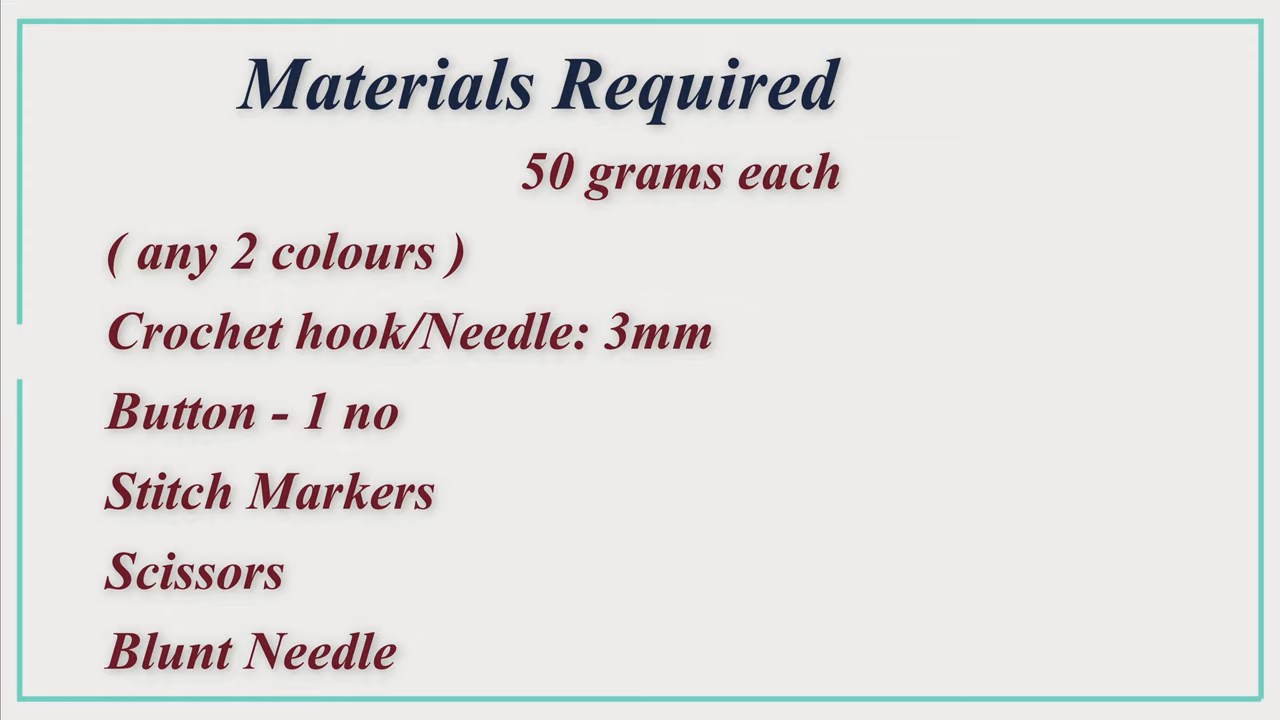 Materials Required
50 grams each
( any 2 colours )
Crochet hook/Needle: 3mm
Button - 1 no
Stitch Markers
Scissors
Blunt Needle